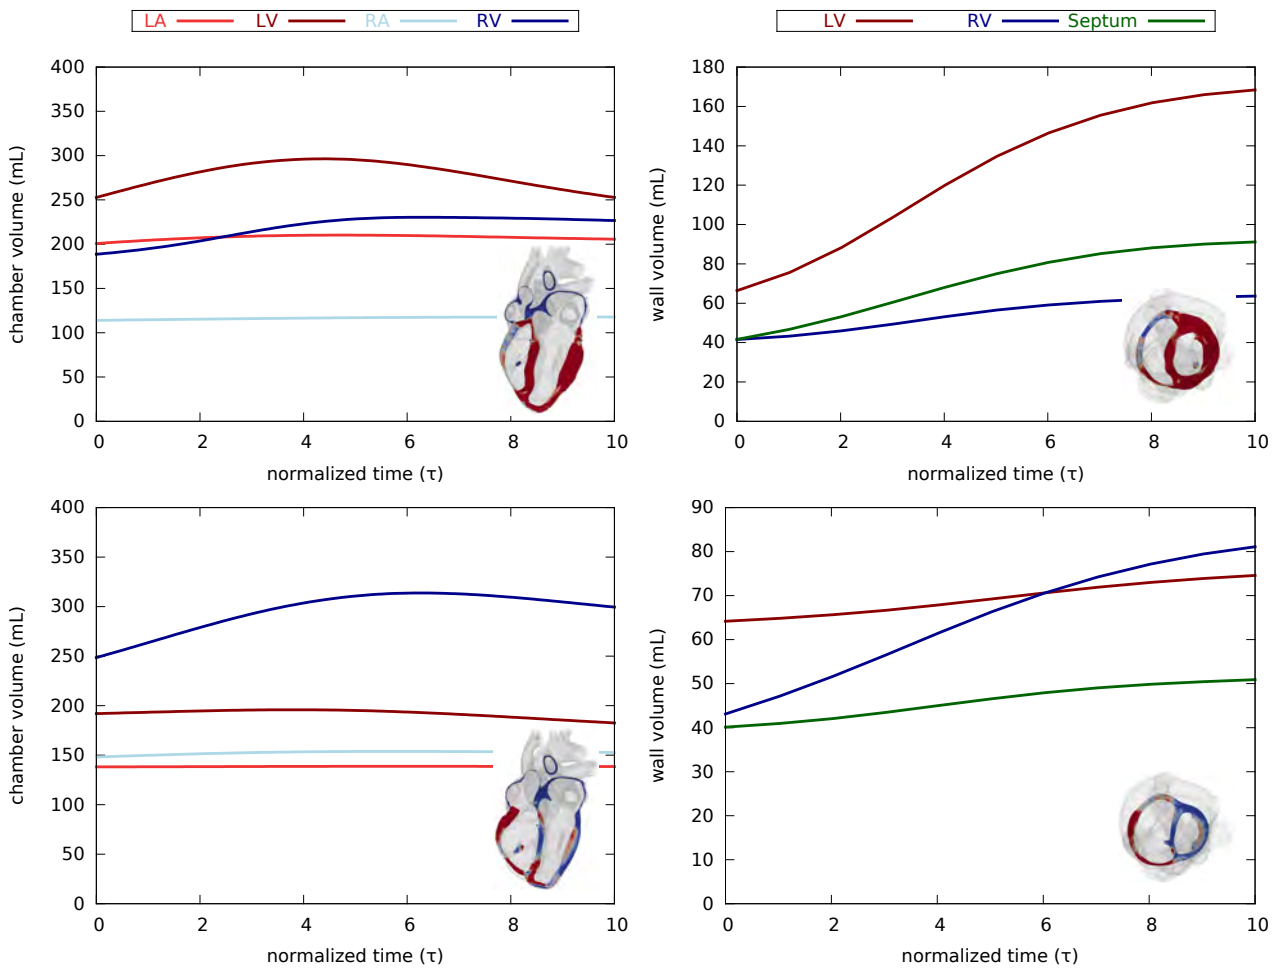 LA LV RA RV
LV RV Septum
chamber volume (mL)
400
350
300
250
200
150
100
50
0
0 2 4 6 8 10
normalized time (τ)
wall volume (mL)
180
160
140
120
100
80
60
40
20
0
0 2 4 6 8 10
normalized time (τ)
chamber volume (mL)
400
350
300
250
200
150
100
50
0
0 2 4 6 8 10
normalized time (τ)
wall volume (mL)
90
80
70
60
50
40
30
20
10
0
0 2 4 6 8 10
normalized time (τ)